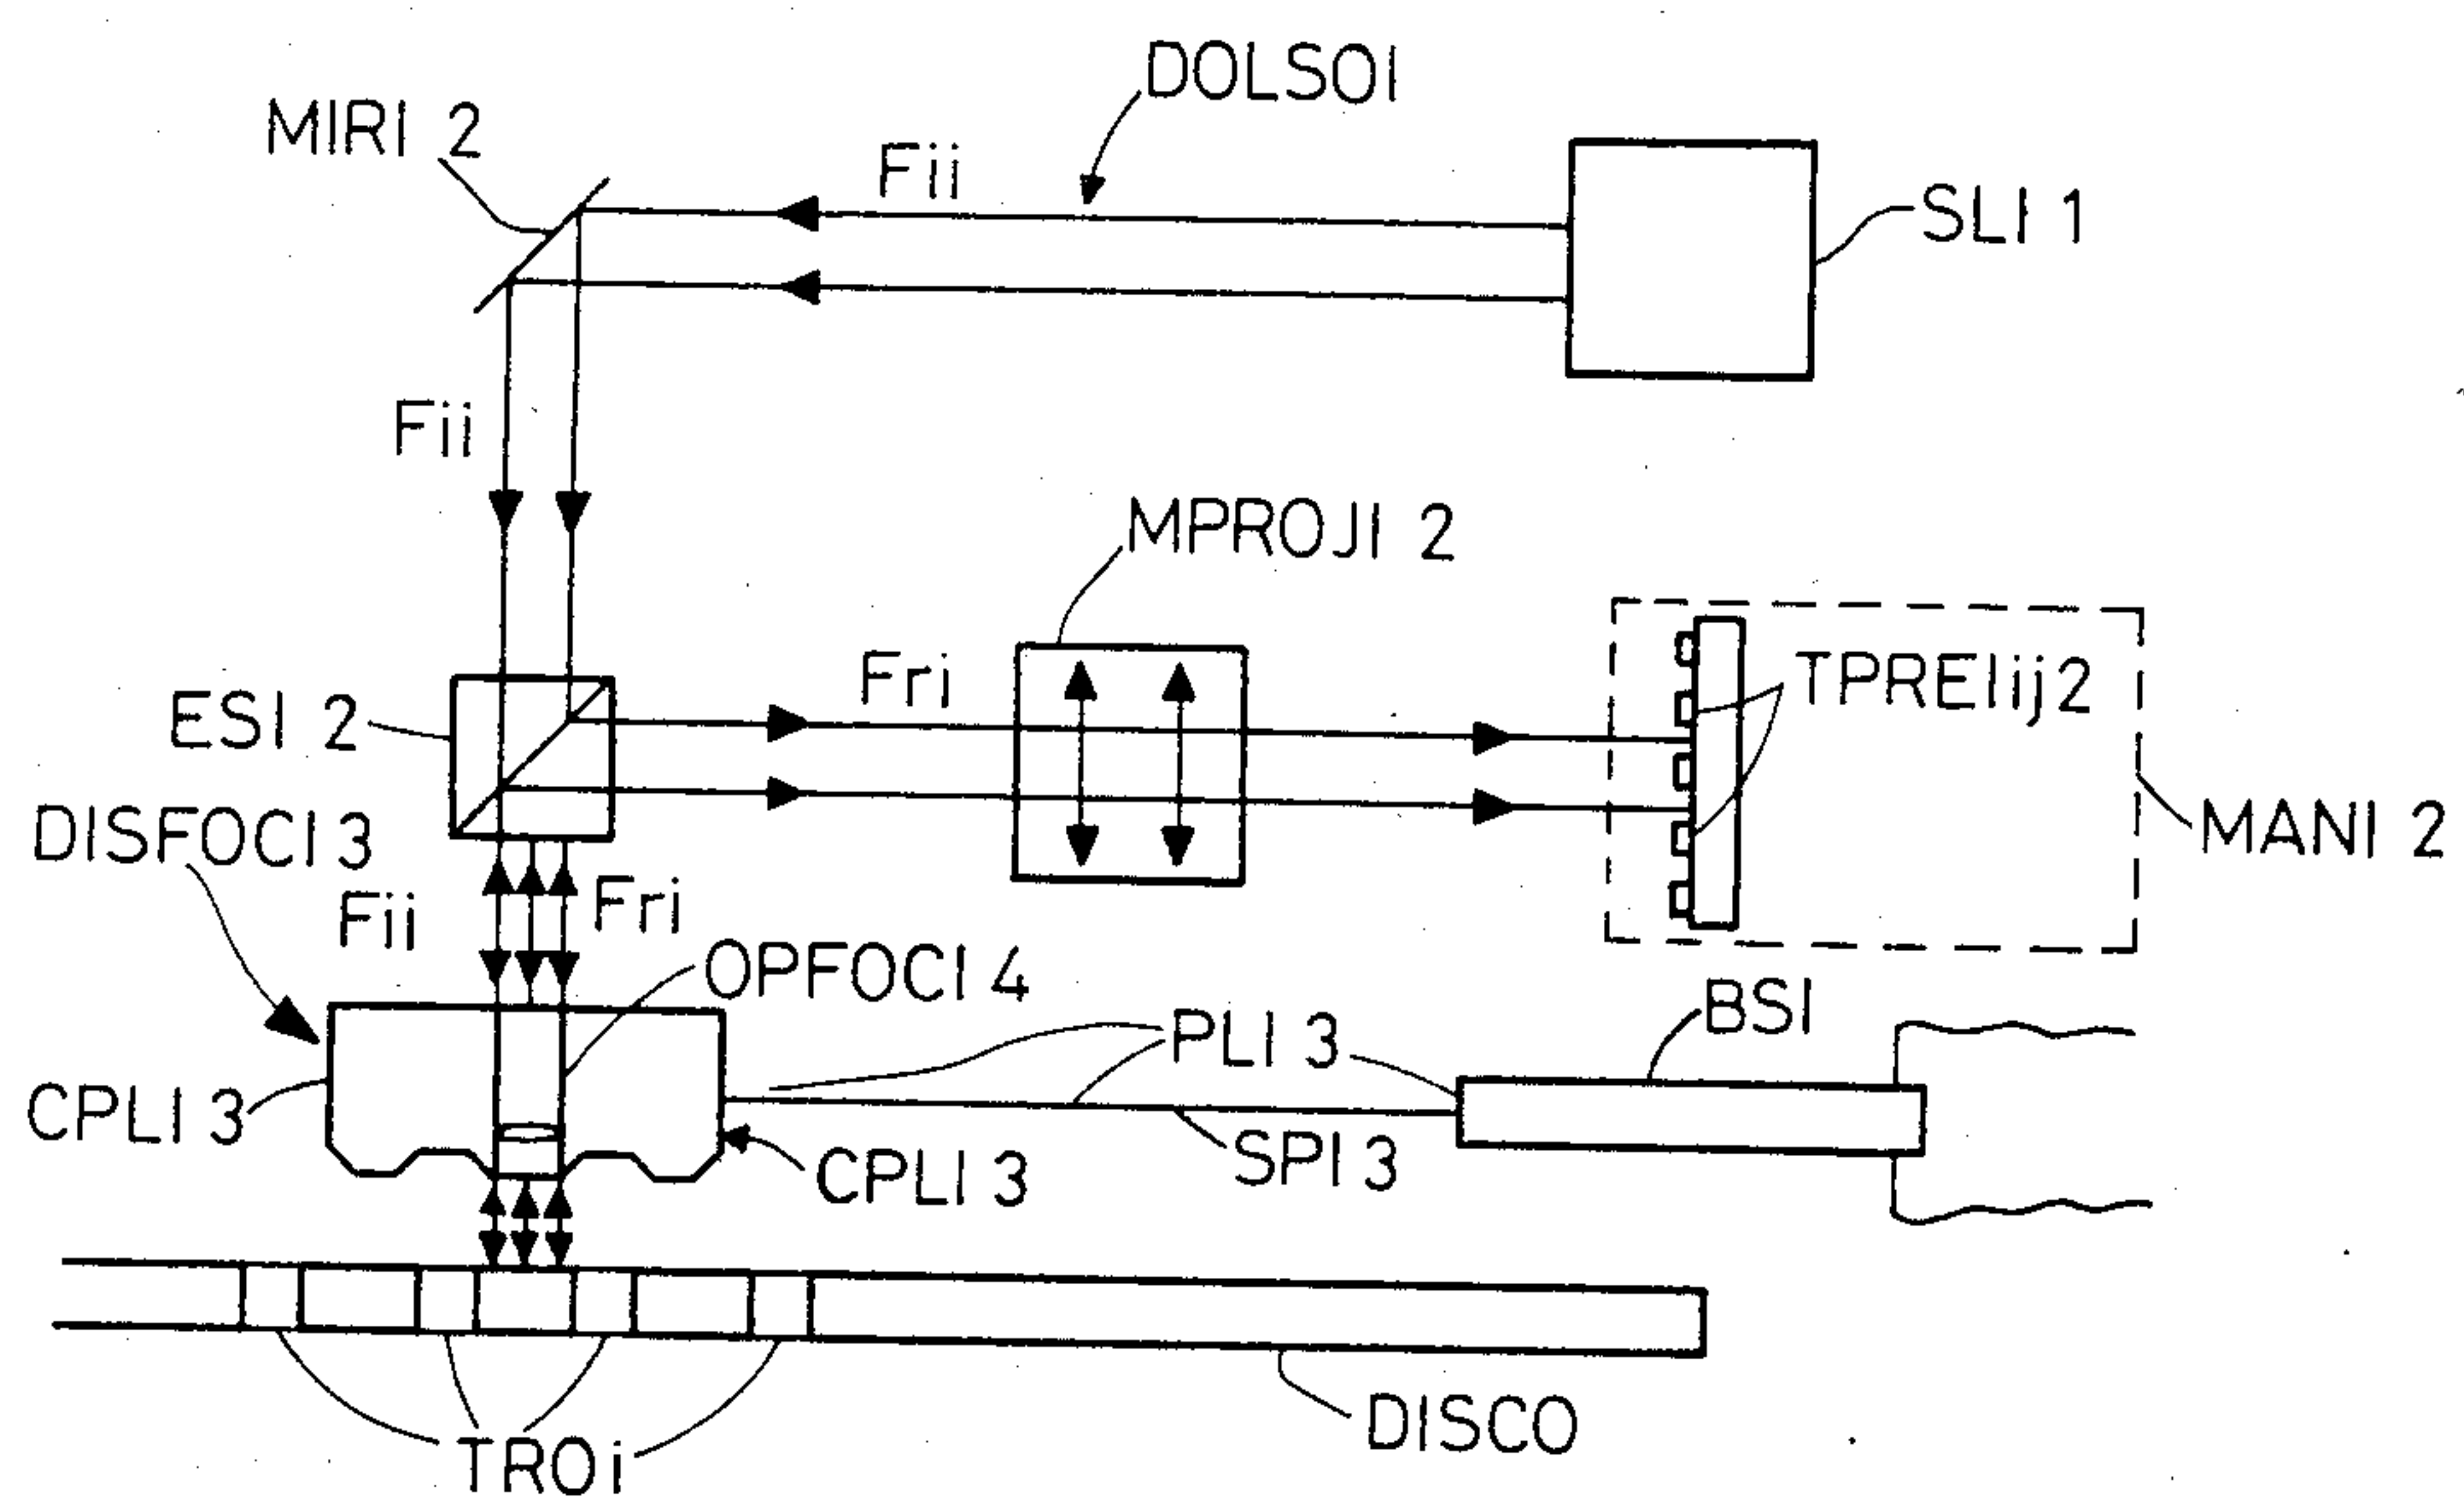 DOLSOI
MIRI 2
Fii
SLI 1
Fii
MPROJI 2
Fri
TPREIij2
ESI 2
DISFOCI 3
MANI 2
Fii
Fri
OPFOCI 4
BSI
PLI 3
CPLI 3
SPI 3
CPLI 3
DISCO
TROi